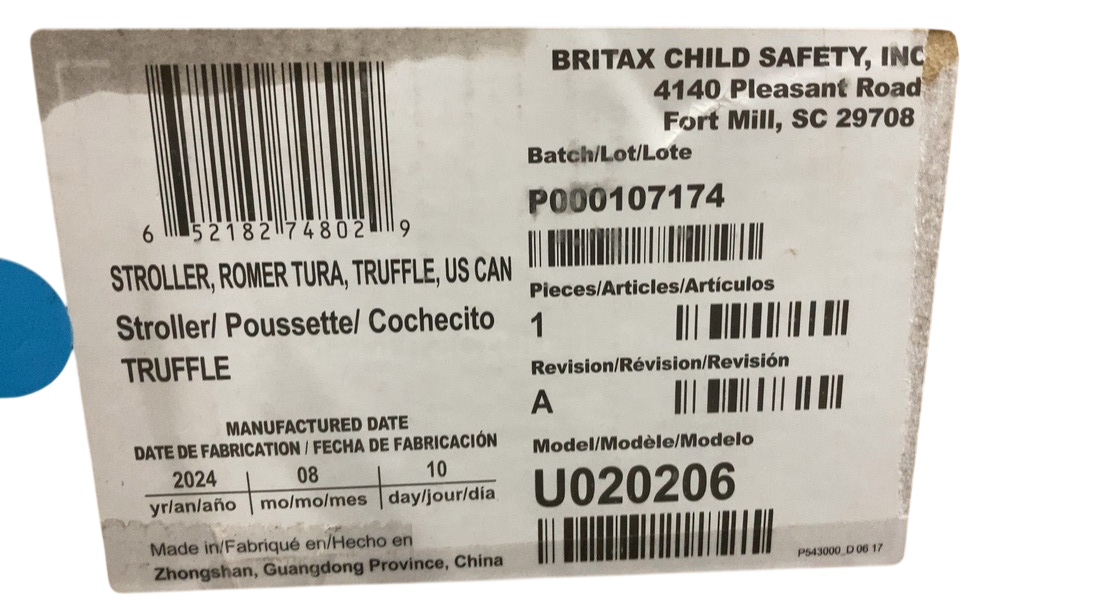 6 52182 74802 9
STROLLER, ROMER TURA, TRUFFLE, US CAN
Stroller/ Poussette/ Cochecito
TRUFFLE
MANUFACTURED DATE
DATE DE FABRICATION / FECHA DE FABRICACIÓN
2024 | 08 | 10
yr/an/año | mo/mo/mes | day/jour/día
Made in/Fabriqué en/Hecho en
Zhongshan, Guangdong Province, China
BRITAX CHILD SAFETY, INC
4140 Pleasant Road
Fort Mill, SC 29708
Batch/Lot/Lote
P000107174
Pieces/Articles/Artículos
1
Revision/Révision/Revisión
A
Model/Modèle/Modelo
U020206
P543000_D 06 17